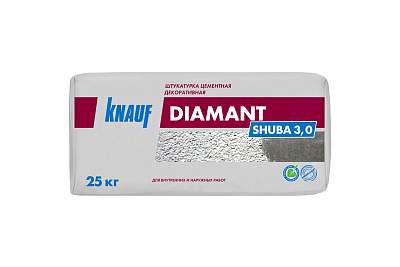 ШТУКАТУРКА ЦЕМЕНТНАЯ
ДЕКОРАТИВНАЯ
KNAUF
DIAMANT
SHUBA 3,0
25 кг
ДЛЯ ВНУТРЕННИХ И НАРУЖНЫХ РАБОТ